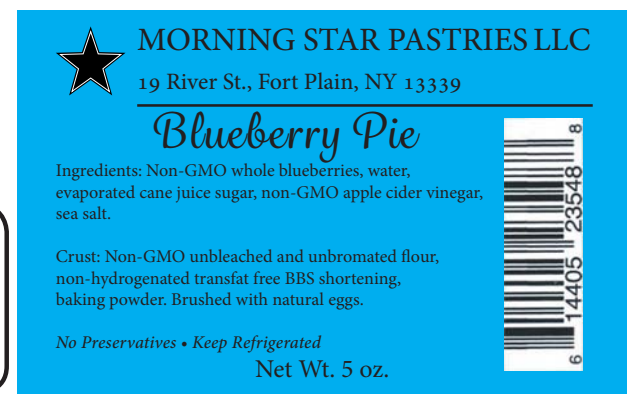 MORNING STAR PASTRIES LLC
19 River St., Fort Plain, NY 13339
Blueberry Pie
Ingredients: Non-GMO whole blueberries, water,
evaporated cane juice sugar, non-GMO apple cider vinegar,
sea salt.
Crust: Non-GMO unbleached and unbromated flour,
non-hydrogenated transfat free BBS shortening,
baking powder. Brushed with natural eggs.
No Preservatives • Keep Refrigerated
Net Wt. 5 oz.
6 14405 23548 8